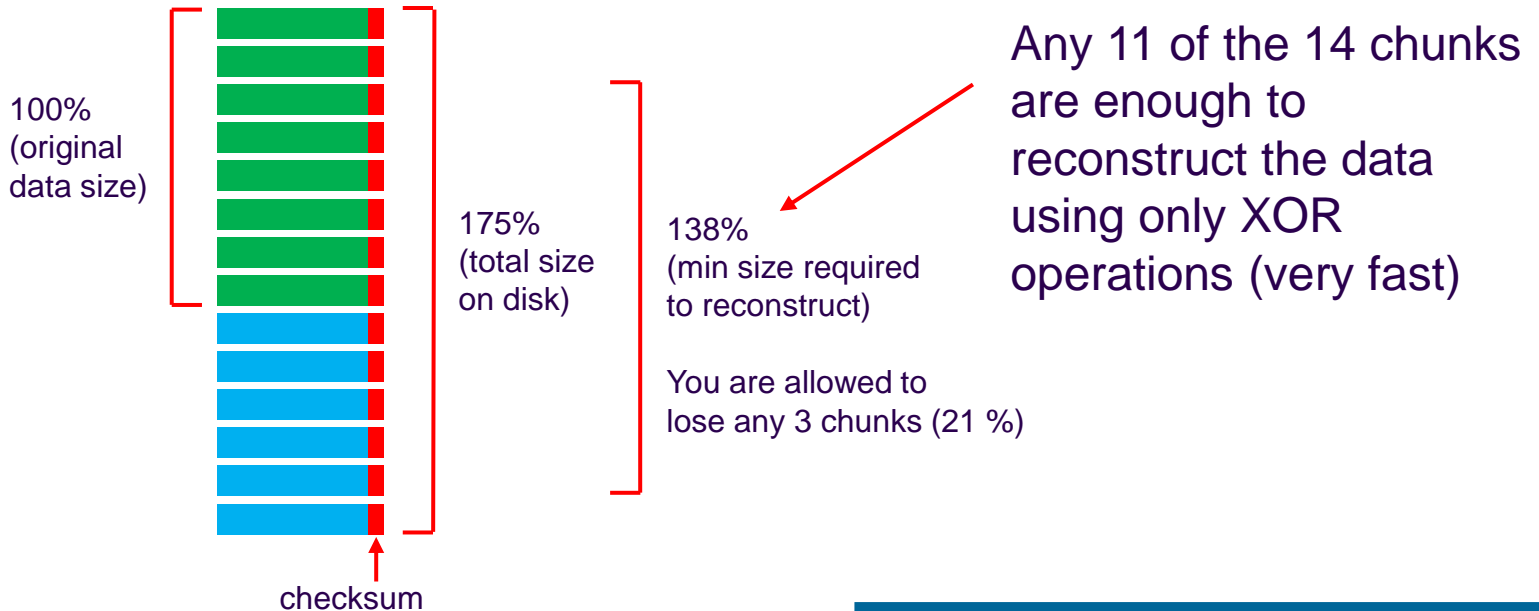 100%
(original
data size)
175%
(total size
on disk)
138%
(min size required
to reconstruct)
You are allowed to
lose any 3 chunks (21 %)
Any 11 of the 14 chunks
are enough to
reconstruct the data
using only XOR
operations (very fast)
checksum